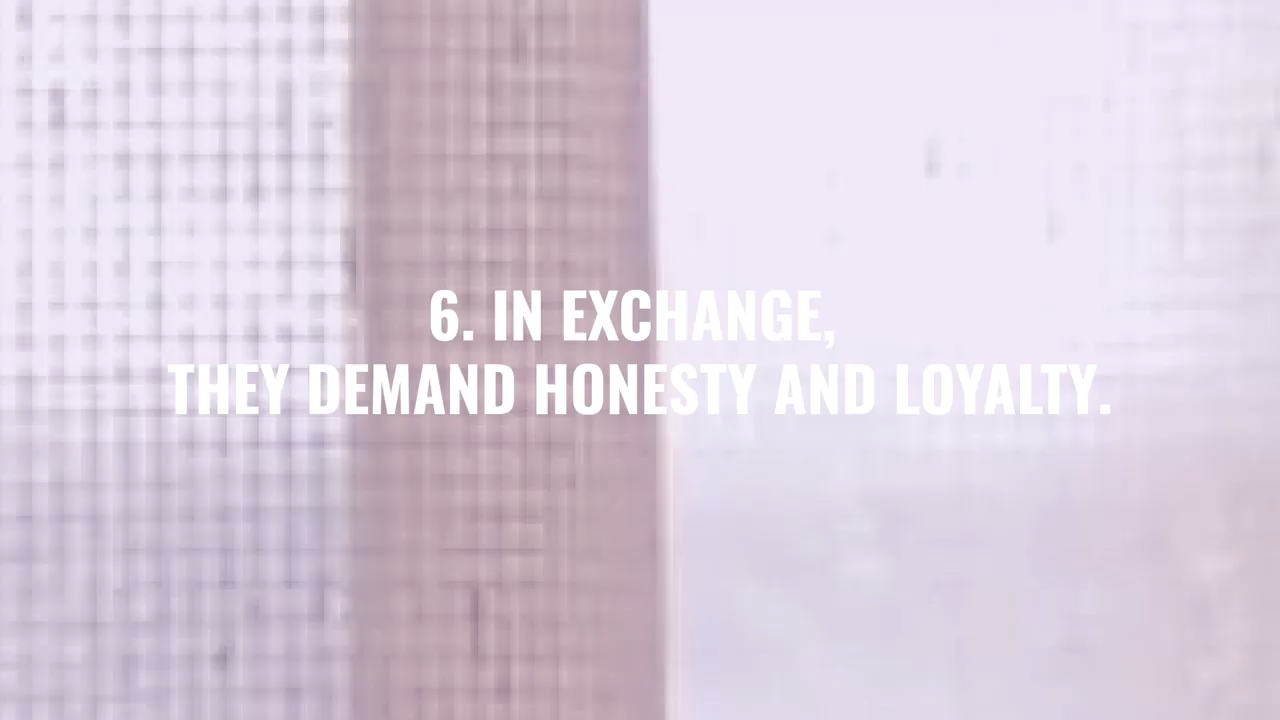 6. IN EXCHANGE,
THEY DEMAND HONESTY AND LOYALTY.